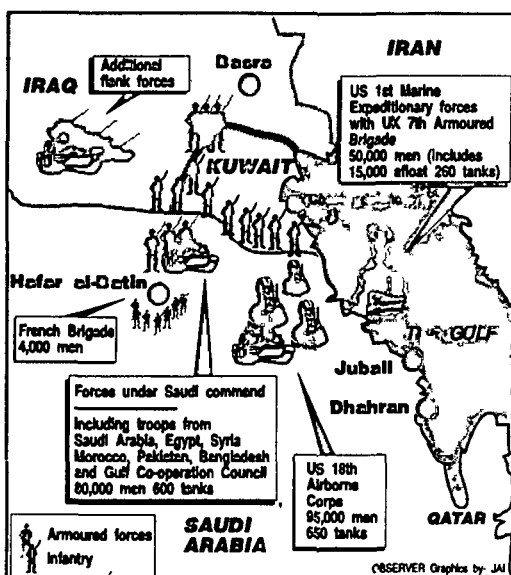 IRAN
Basra
Additional
flank forces
IRAQ
US 1st Marine
Expeditionary forces
with UX 7th Armoured
Brigade
50,000 men (includes
15,000 afloat 260 tanks)
KUWAIT
Hafar al-Batin
French Brigade
4,000 men
GULF
Juball
Dhahran
Forces under Saudi command
Including troops from
Saudi Arabia, Egypt, Syria
Morocco, Pakistan, Bangladesh
and Gulf Co-operation Council
80,000 men 600 tanks
US 18th
Airborne
Corps
95,000 men
650 tanks
QATAR
SAUDI
ARABIA
Armoured forces
Infantry
OBSERVER Graphics by- JAI